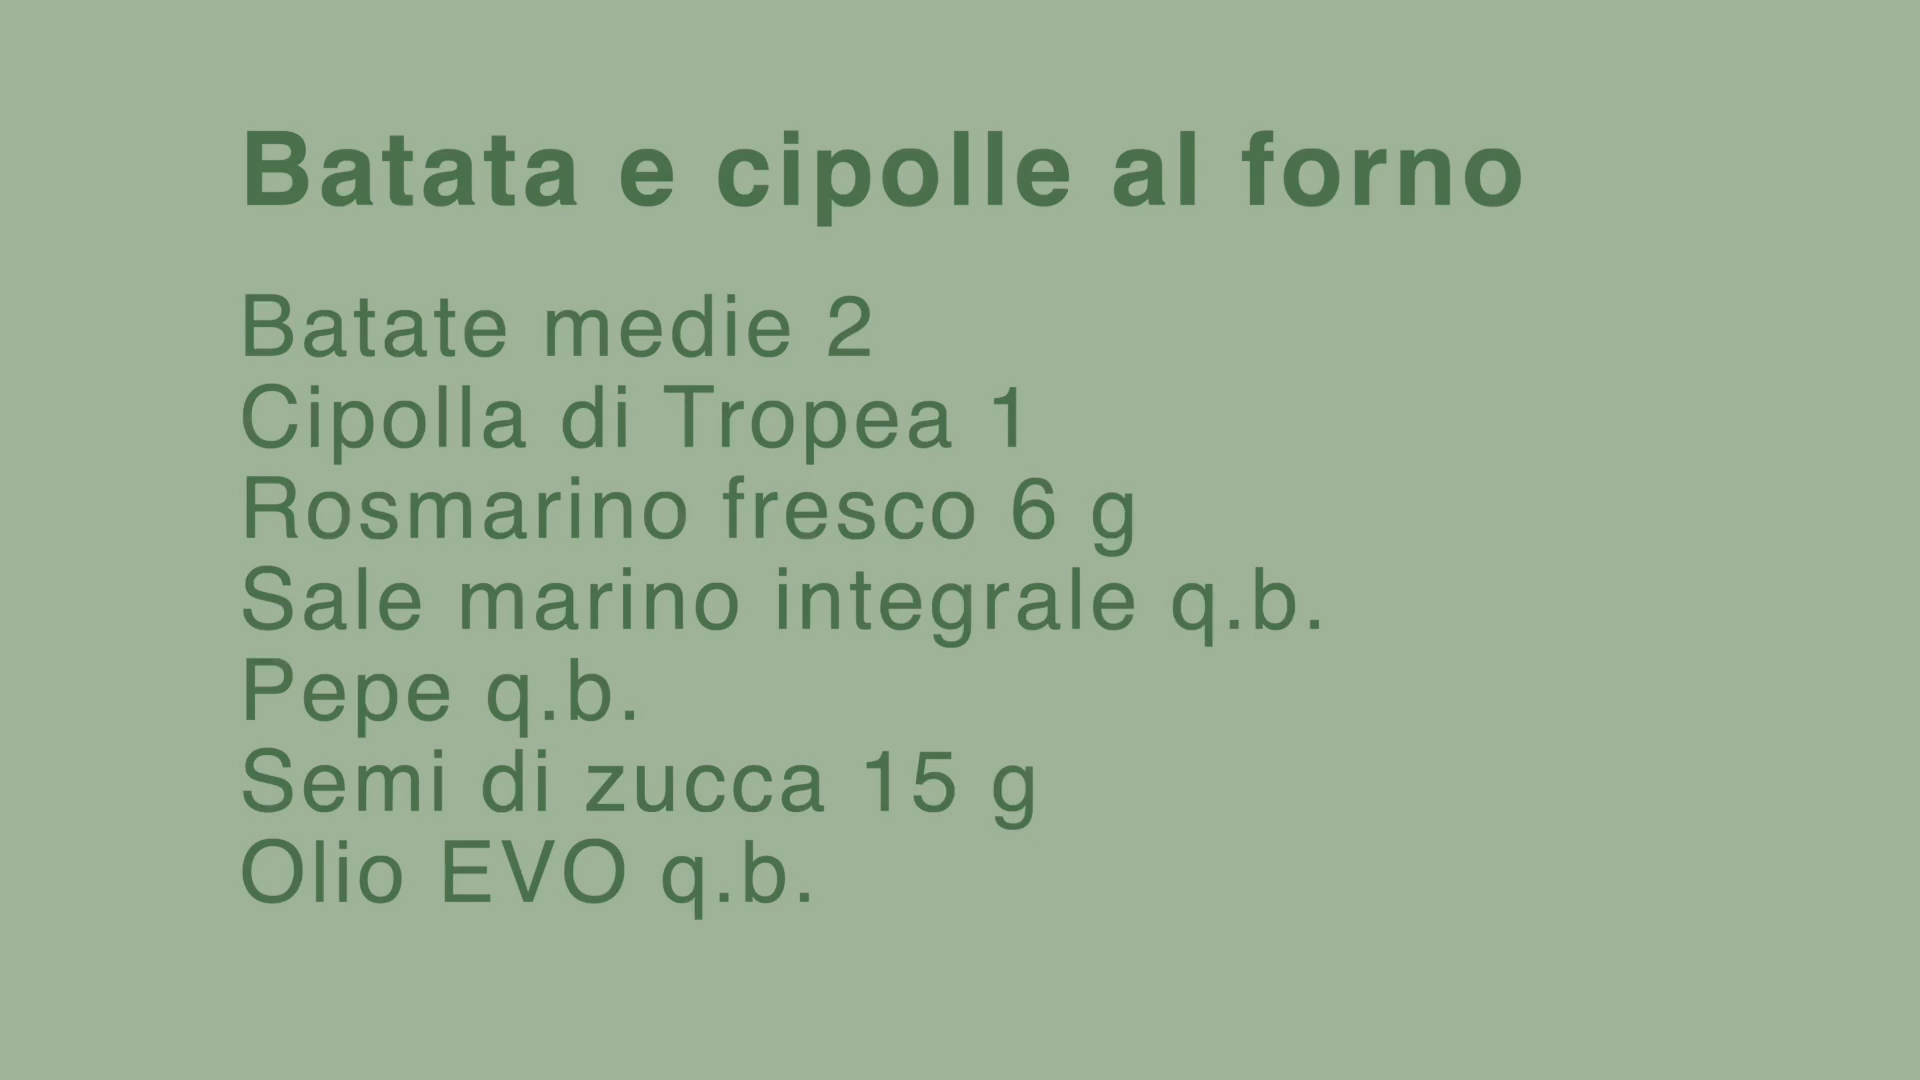 Batata e cipolle al forno
Batate medie 2
Cipolla di Tropea 1
Rosmarino fresco 6 g
Sale marino integrale q.b.
Pepe q.b.
Semi di zucca 15 g
Olio EVO q.b.